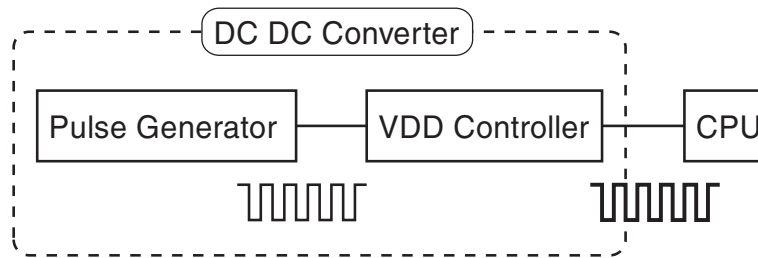 DC DC Converter
Pulse Generator
VDD Controller
CPU